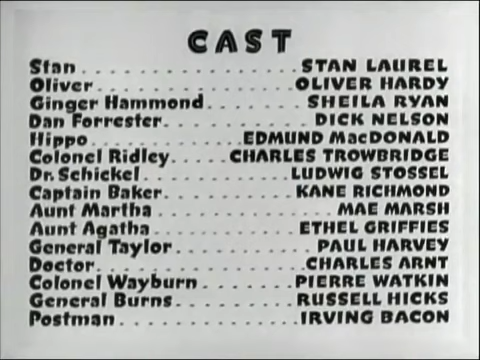 CAST
Stan . . . . . . . . . . . . . . . . . STAN LAUREL
Oliver . . . . . . . . . . . . . . . OLIVER HARDY
Ginger Hammond . . . . . . . SHEILA RYAN
Dan Forrester . . . . . . . . . . DICK NELSON
Hippo . . . . . . . . . . . EDMUND MacDONALD
Colonel Ridley . . . . . CHARLES TROWBRIDGE
Dr. Schickel . . . . . . . . . . . LUDWIG STOSSEL
Captain Baker . . . . . . . . . KANE RICHMOND
Aunt Martha . . . . . . . . . . . . . MAE MARSH
Aunt Agatha . . . . . . . . . . ETHEL GRIFFIES
General Taylor . . . . . . . . . . PAUL HARVEY
Doctor . . . . . . . . . . . . . . . CHARLES ARNT
Colonel Wayburn . . . . . . . PIERRE WATKIN
General Burns . . . . . . . . . RUSSELL HICKS
Postman . . . . . . . . . . . . . . IRVING BACON